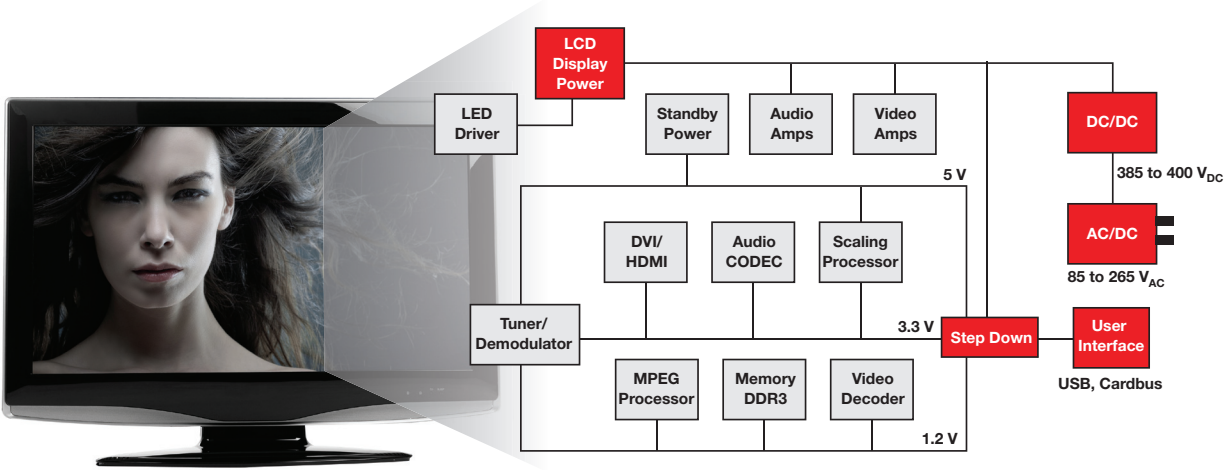 LCD
Display
Power
LED
Driver
Standby
Power
Audio
Amps
Video
Amps
DC/DC
385 to 400 VDC
5 V
AC/DC
85 to 265 VAC
DVI/
HDMI
Audio
CODEC
Scaling
Processor
Tuner/
Demodulator
3.3 V
Step Down
User
Interface
USB, Cardbus
MPEG
Processor
Memory
DDR3
Video
Decoder
1.2 V